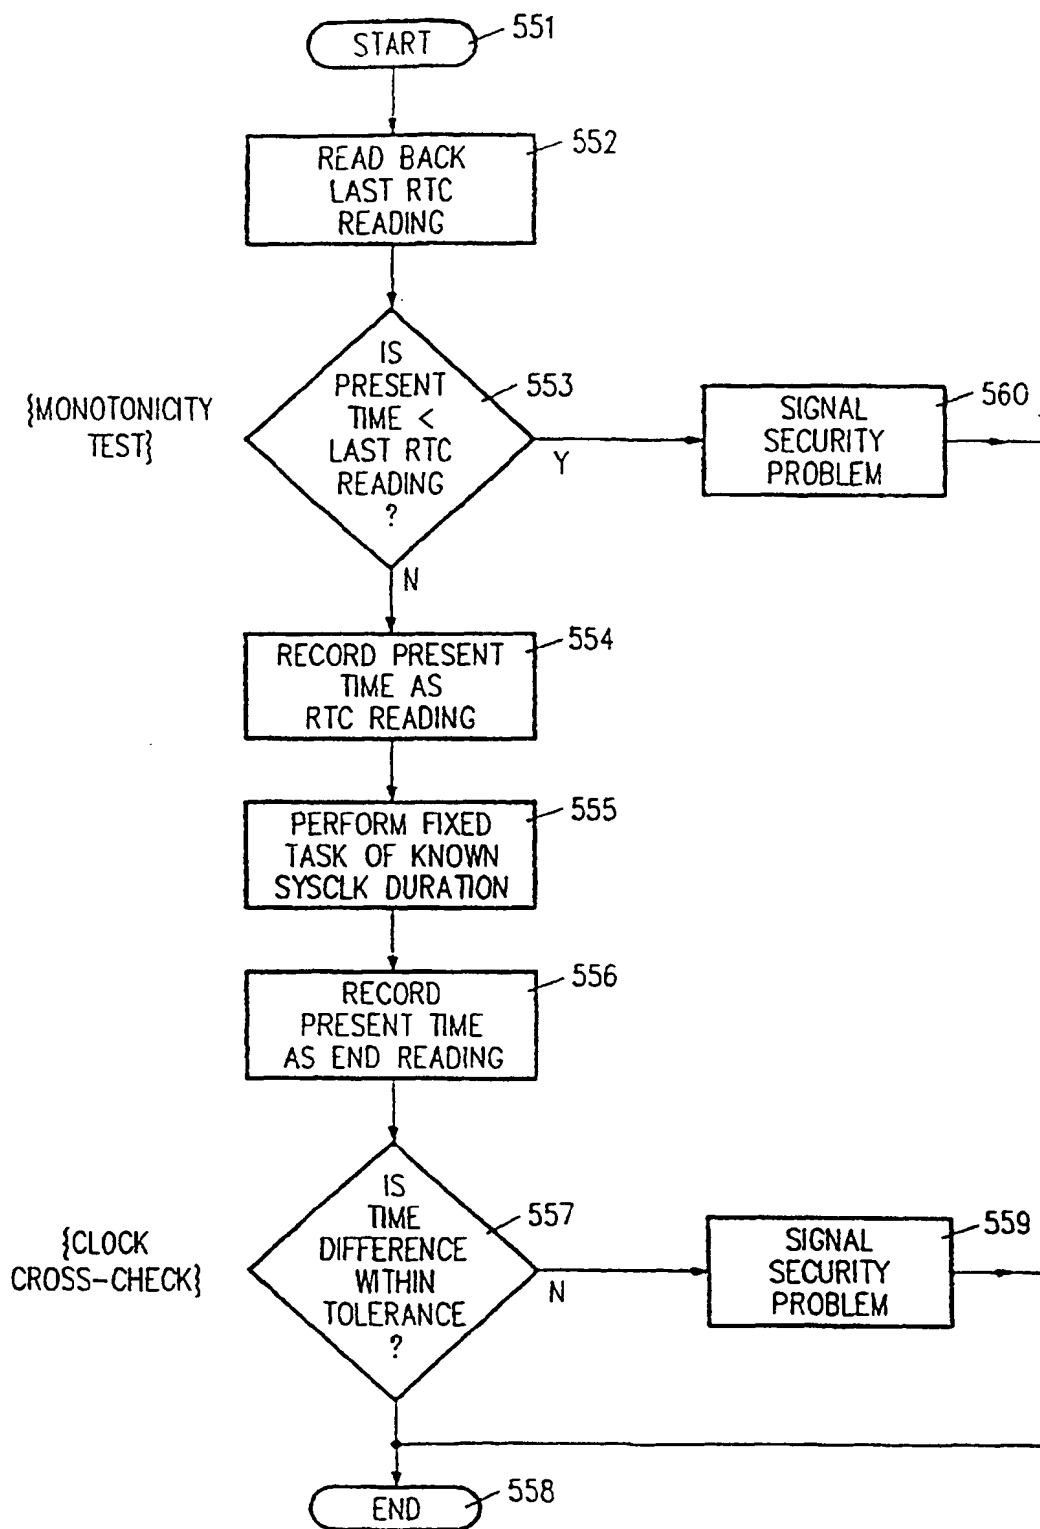 START
551
READ BACK
LAST RTC
READING
552
IS
PRESENT
TIME <
LAST RTC
READING
?
553
{MONOTONICITY
TEST}
Y
SIGNAL
SECURITY
PROBLEM
560
N
RECORD PRESENT
TIME AS
RTC READING
554
PERFORM FIXED
TASK OF KNOWN
SYSCLK DURATION
555
RECORD
PRESENT TIME
AS END READING
556
IS
TIME
DIFFERENCE
WITHIN
TOLERANCE
?
557
{CLOCK
CROSS-CHECK}
N
SIGNAL
SECURITY
PROBLEM
559
END
558